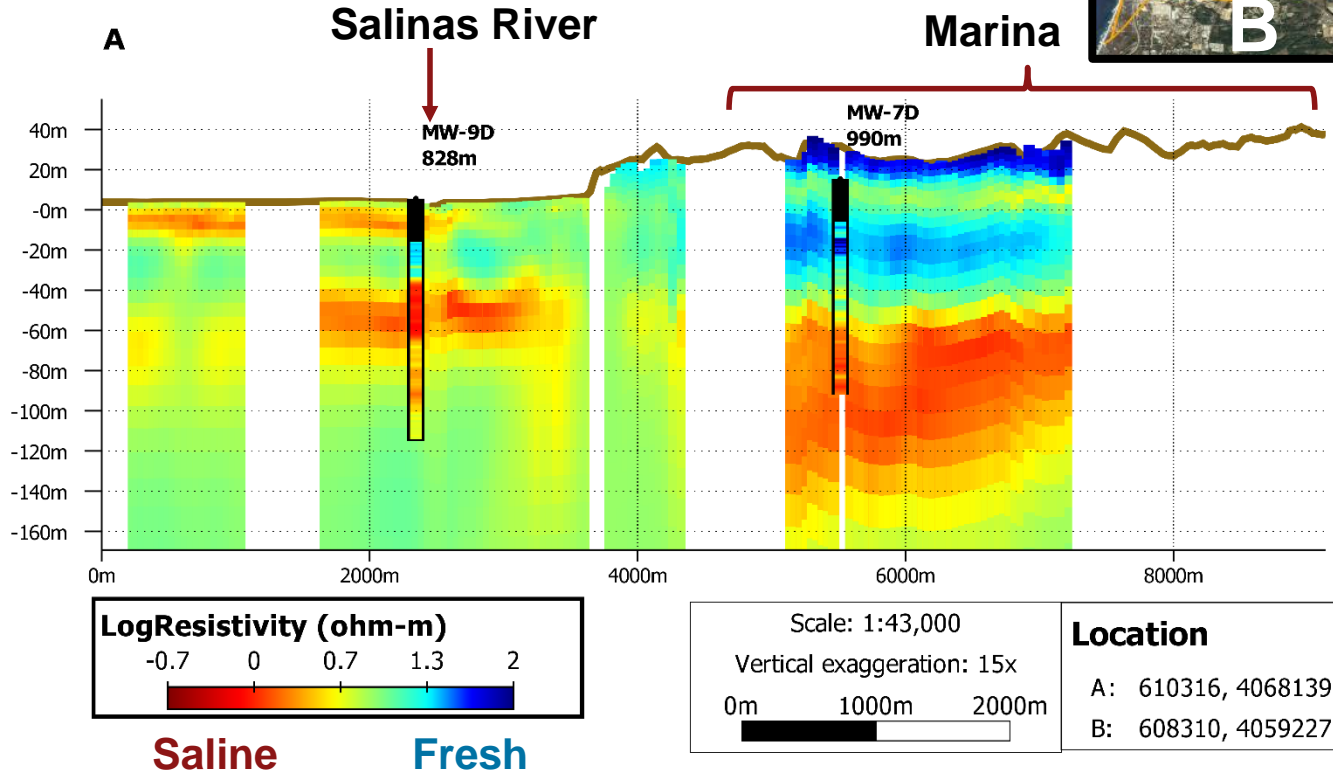 Salinas River
Marina
B
A
MW-9D
828m
MW-7D
990m
40m
20m
-0m
-20m
-40m
-60m
-80m
-100m
-120m
-140m
-160m
0m 2000m 4000m 6000m 8000m
LogResistivity (ohm-m)
-0.7 0 0.7 1.3 2
Saline Fresh
Scale: 1:43,000
Vertical exaggeration: 15x
0m 1000m 2000m
Location
A: 610316, 4068139
B: 608310, 4059227